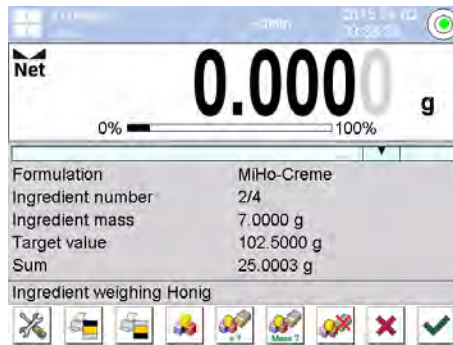 Net
0.0000 g
0% 100%
Formulation MiHo-Creme
Ingredient number 2/4
Ingredient mass 7.0000 g
Target value 102.5000 g
Sum 25.0003 g
Ingredient weighing Honig
Mass ?